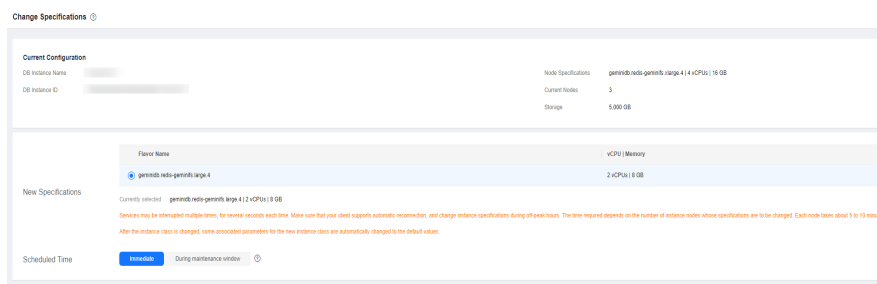 Change Specifications
Current Configuration
DB Instance Name
Node Specifications geminidb.redis-geminifs.xlarge.4 | 4 vCPUs | 16 GB
DB Instance ID
Current Nodes 3
Storage 5,000 GB
Flavor Name vCPU | Memory
geminidb.redis-geminifs.large.4 2 vCPUs | 8 GB
New Specifications
Currently selected geminidb.redis-geminifs.large.4 | 2 vCPUs | 8 GB
Services may be interrupted multiple times, for several seconds each time. Make sure that your client supports automatic reconnection, and change instance specifications during off-peak hours. The time required depends on the number of instance nodes whose specifications are to be changed. Each node takes about 5 to 10 minu
After the instance class is changed, some associated parameters for the new instance class are automatically changed to the default values.
Scheduled Time Immediate During maintenance window